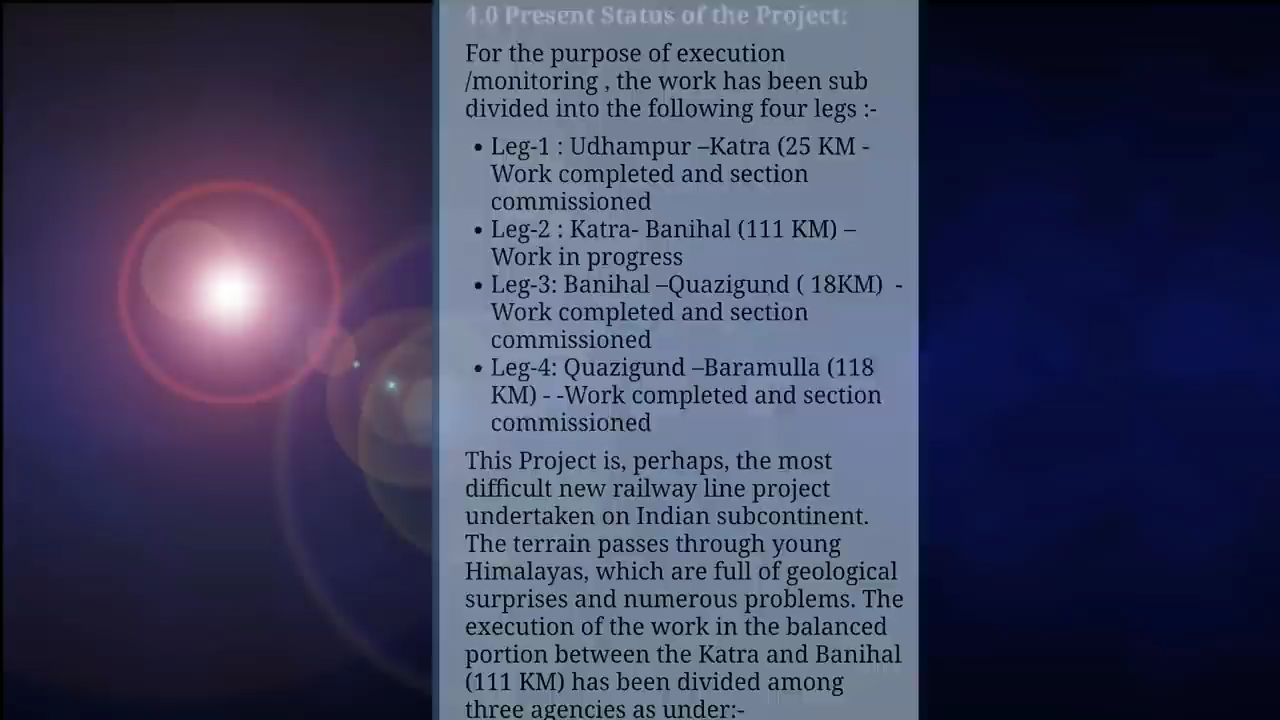 4.0 Present Status of the Project:
For the purpose of execution
/monitoring , the work has been sub
divided into the following four legs :-
• Leg-1 : Udhampur –Katra (25 KM -
Work completed and section
commissioned
• Leg-2 : Katra- Banihal (111 KM) –
Work in progress
• Leg-3: Banihal –Quazigund ( 18KM)  -
Work completed and section
commissioned
• Leg-4: Quazigund –Baramulla (118
KM) - -Work completed and section
commissioned
This Project is, perhaps, the most
difficult new railway line project
undertaken on Indian subcontinent.
The terrain passes through young
Himalayas, which are full of geological
surprises and numerous problems. The
execution of the work in the balanced
portion between the Katra and Banihal
(111 KM) has been divided among
three agencies as under:-